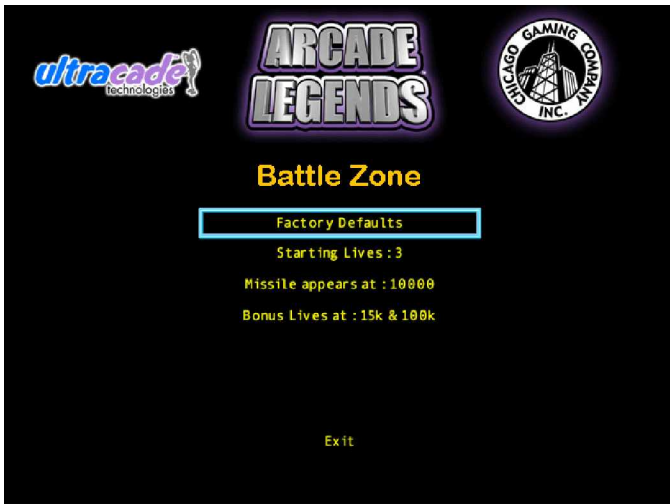 ultracade
technologies
ARCADE
LEGENDS
CHICAGO GAMING COMPANY
INC.
Battle Zone
Factory Defaults
Starting Lives : 3
Missile appears at : 10000
Bonus Lives at : 15k & 100k
Exit